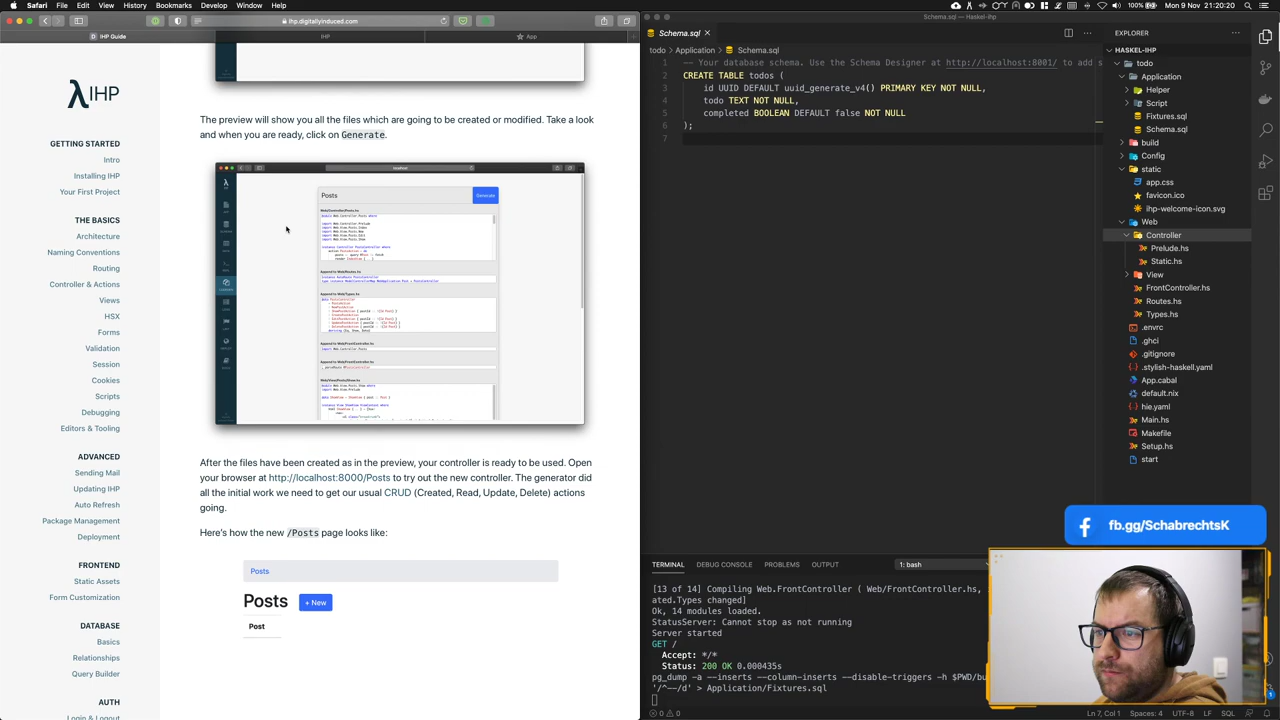 Safari File Edit View History Bookmarks Develop Window Help
100% Mon 9 Nov 21:20:20
ihp.digitallyinduced.com
IHP Guide
IHP
App
IHP
GETTING STARTED
Intro
Installing IHP
Your First Project
THE BASICS
Architecture
Naming Conventions
Routing
Controller & Actions
Views
HSX
Forms
Validation
Session
Cookies
Scripts
Debugging
Editors & Tooling
ADVANCED
Sending Mail
Updating IHP
Auto Refresh
Package Management
Deployment
FRONTEND
Static Assets
Form Customization
DATABASE
Basics
Relationships
Query Builder
AUTH
Login & Logout
The preview will show you all the files which are going to be created or modified. Take a look
and when you are ready, click on Generate.
Posts
Generate
After the files have been created as in the preview, your controller is ready to be used. Open
your browser at http://localhost:8000/Posts to try out the new controller. The generator did
all the initial work we need to get our usual CRUD (Created, Read, Update, Delete) actions
going.
Here's how the new /Posts page looks like:
Posts
Posts + New
Post
Schema.sql — Haskel-ihp
Schema.sql
todo Application Schema.sql
1 -- Your database schema. Use the Schema Designer at http://localhost:8001/ to add s
2 CREATE TABLE todos (
3 id UUID DEFAULT uuid_generate_v4() PRIMARY KEY NOT NULL,
4 todo TEXT NOT NULL,
5 completed BOOLEAN DEFAULT false NOT NULL
6 );
7
EXPLORER
HASKEL-IHP
todo
Application
Helper
Script
Fixtures.sql
Schema.sql
build
Config
static
app.css
favicon.ico
ihp-welcome-icon.svg
Web
Controller
Prelude.hs
Static.hs
View
FrontController.hs
Routes.hs
Types.hs
.envrc
.ghci
.gitignore
.stylish-haskell.yaml
App.cabal
default.nix
hie.yaml
Main.hs
Makefile
Setup.hs
start
fb.gg/SchabrechtsK
TERMINAL DEBUG CONSOLE PROBLEMS OUTPUT 1: bash
[13 of 14] Compiling Web.FrontController ( Web/FrontController.hs,
ated.Types changed]
Ok, 14 modules loaded.
StatusServer: Cannot stop as not running
Server started
GET /
Accept: */*
Status: 200 OK 0.000435s
pg_dump -a --inserts --column-inserts --disable-triggers -h $PWD/bu
'/^--/d' > Application/Fixtures.sql
0 0 Ln 7, Col 1 Spaces: 4 UTF-8 LF SQL